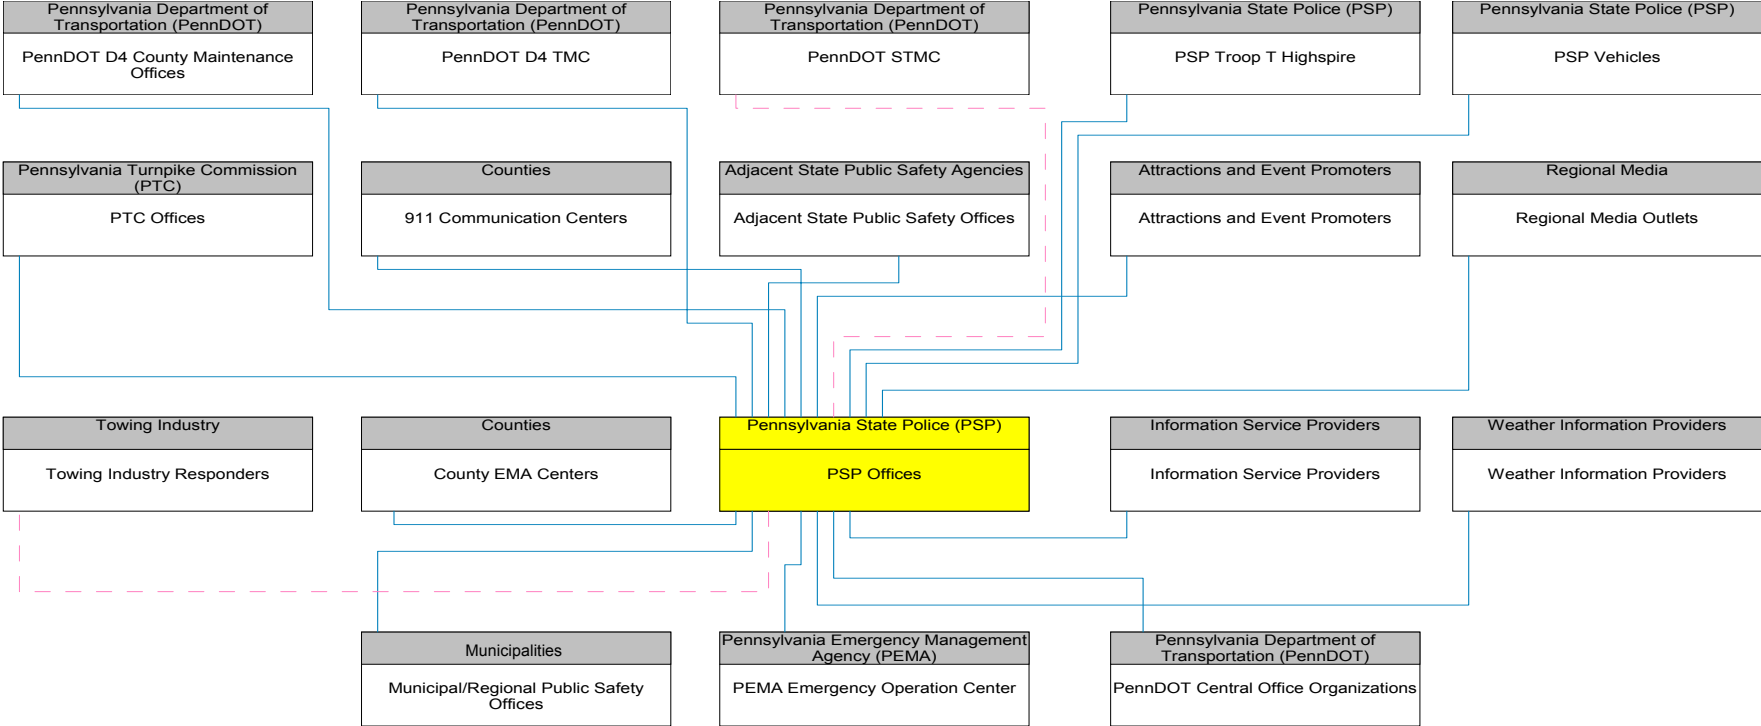 Pennsylvania Department of
Transportation (PennDOT)
PennDOT D4 County Maintenance
Offices
Pennsylvania Department of
Transportation (PennDOT)
PennDOT D4 TMC
Pennsylvania Department of
Transportation (PennDOT)
PennDOT STMC
Pennsylvania State Police (PSP)
PSP Troop T Highspire
Pennsylvania State Police (PSP)
PSP Vehicles
Pennsylvania Turnpike Commission
(PTC)
PTC Offices
Counties
911 Communication Centers
Adjacent State Public Safety Agencies
Adjacent State Public Safety Offices
Attractions and Event Promoters
Attractions and Event Promoters
Regional Media
Regional Media Outlets
Towing Industry
Towing Industry Responders
Counties
County EMA Centers
Pennsylvania State Police (PSP)
PSP Offices
Information Service Providers
Information Service Providers
Weather Information Providers
Weather Information Providers
Municipalities
Municipal/Regional Public Safety
Offices
Pennsylvania Emergency Management
Agency (PEMA)
PEMA Emergency Operation Center
Pennsylvania Department of
Transportation (PennDOT)
PennDOT Central Office Organizations